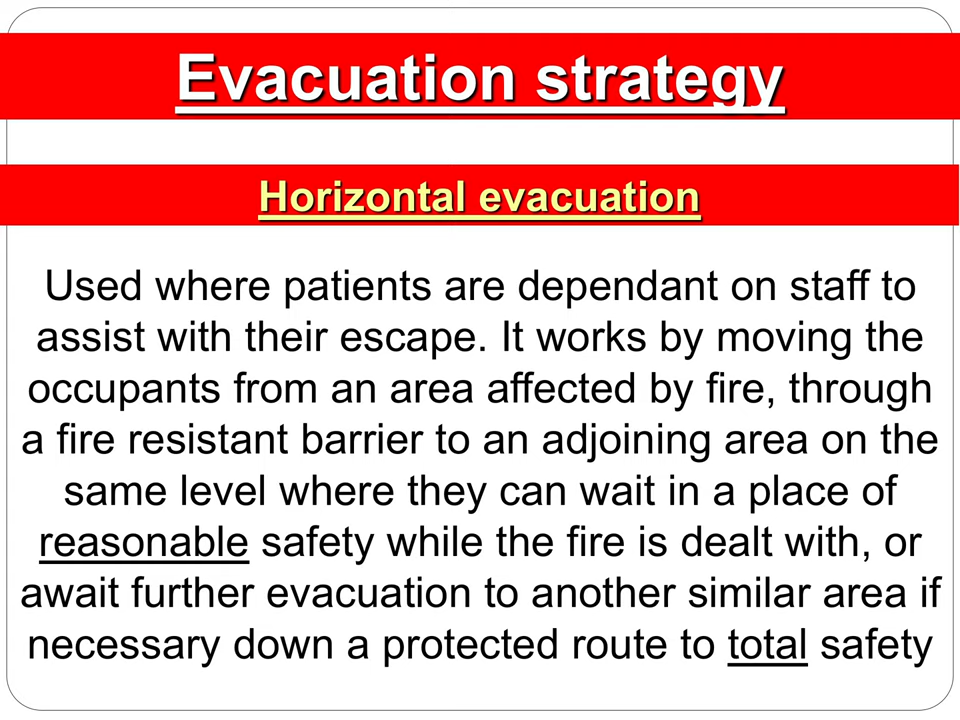 Evacuation strategy
Horizontal evacuation
Used where patients are dependant on staff to
assist with their escape. It works by moving the
occupants from an area affected by fire, through
a fire resistant barrier to an adjoining area on the
same level where they can wait in a place of
reasonable safety while the fire is dealt with, or
await further evacuation to another similar area if
necessary down a protected route to total safety